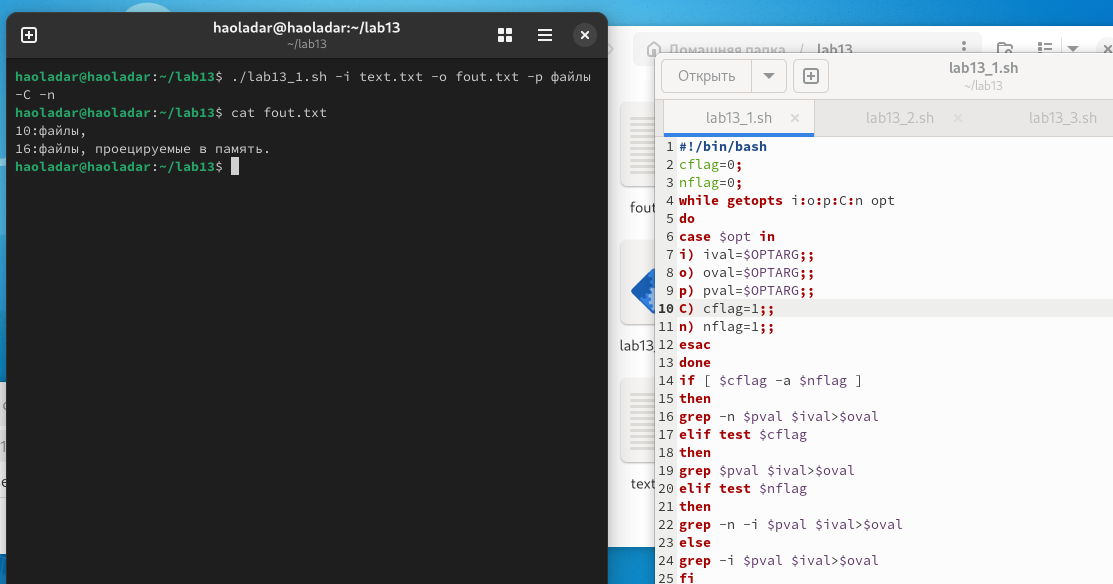 haoladar@haoladar:~/lab13
~/lab13
haoladar@haoladar:~/lab13$ ./lab13_1.sh -i text.txt -o fout.txt -p файлы
-C -n
haoladar@haoladar:~/lab13$ cat fout.txt
10:файлы,
16:файлы, проецируемые в память.
haoladar@haoladar:~/lab13$
Домашняя папка / lab13
fout
lab13_
text
Открыть
lab13_1.sh
~/lab13
lab13_1.sh
lab13_2.sh
lab13_3.sh
1 #!/bin/bash
2 cflag=0;
3 nflag=0;
4 while getopts i:o:p:C:n opt
5 do
6 case $opt in
7 i) ival=$OPTARG;;
8 o) oval=$OPTARG;;
9 p) pval=$OPTARG;;
10 C) cflag=1;;
11 n) nflag=1;;
12 esac
13 done
14 if [ $cflag -a $nflag ]
15 then
16 grep -n $pval $ival>$oval
17 elif test $cflag
18 then
19 grep $pval $ival>$oval
20 elif test $nflag
21 then
22 grep -n -i $pval $ival>$oval
23 else
24 grep -i $pval $ival>$oval
25 fi